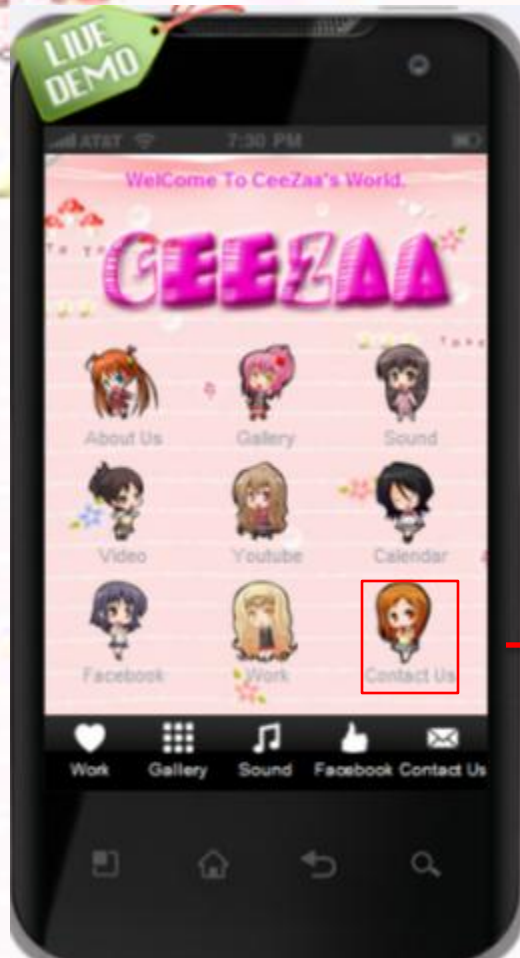 LIVE
DEMO
AT&T 7:30 PM
WelCome To CeeZaa's World.
CEEZAA
About Us Gallery Sound
Video Youtube Calendar
Facebook Work Contact Us
Work Gallery Sound Facebook Contact Us